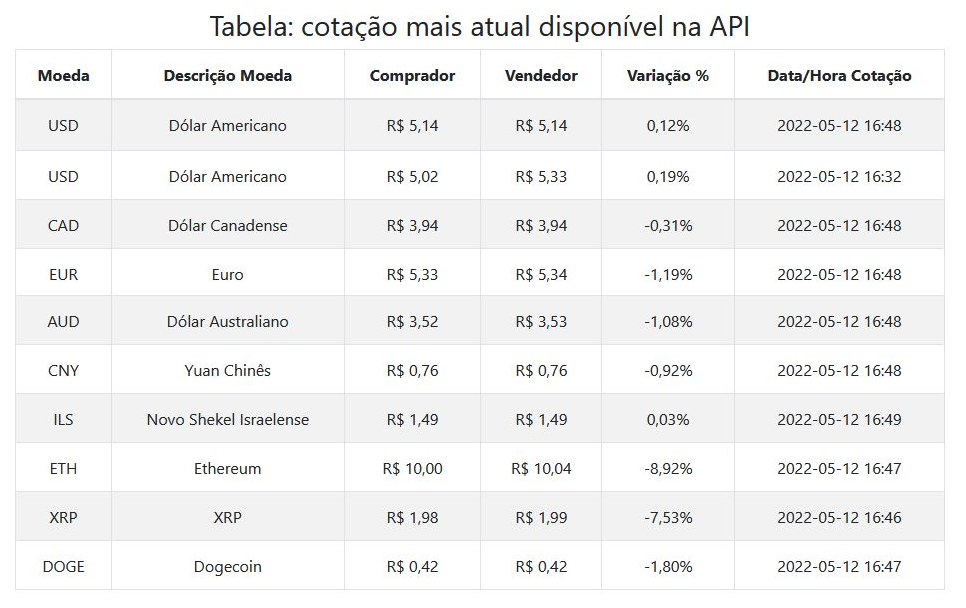 Tabela: cotação mais atual disponível na API
Moeda Descrição Moeda Comprador Vendedor Variação % Data/Hora Cotação
USD Dólar Americano R$ 5,14 R$ 5,14 0,12% 2022-05-12 16:48
USD Dólar Americano R$ 5,02 R$ 5,33 0,19% 2022-05-12 16:32
CAD Dólar Canadense R$ 3,94 R$ 3,94 -0,31% 2022-05-12 16:48
EUR Euro R$ 5,33 R$ 5,34 -1,19% 2022-05-12 16:48
AUD Dólar Australiano R$ 3,52 R$ 3,53 -1,08% 2022-05-12 16:48
CNY Yuan Chinês R$ 0,76 R$ 0,76 -0,92% 2022-05-12 16:48
ILS Novo Shekel Israelense R$ 1,49 R$ 1,49 0,03% 2022-05-12 16:49
ETH Ethereum R$ 10,00 R$ 10,04 -8,92% 2022-05-12 16:47
XRP XRP R$ 1,98 R$ 1,99 -7,53% 2022-05-12 16:46
DOGE Dogecoin R$ 0,42 R$ 0,42 -1,80% 2022-05-12 16:47